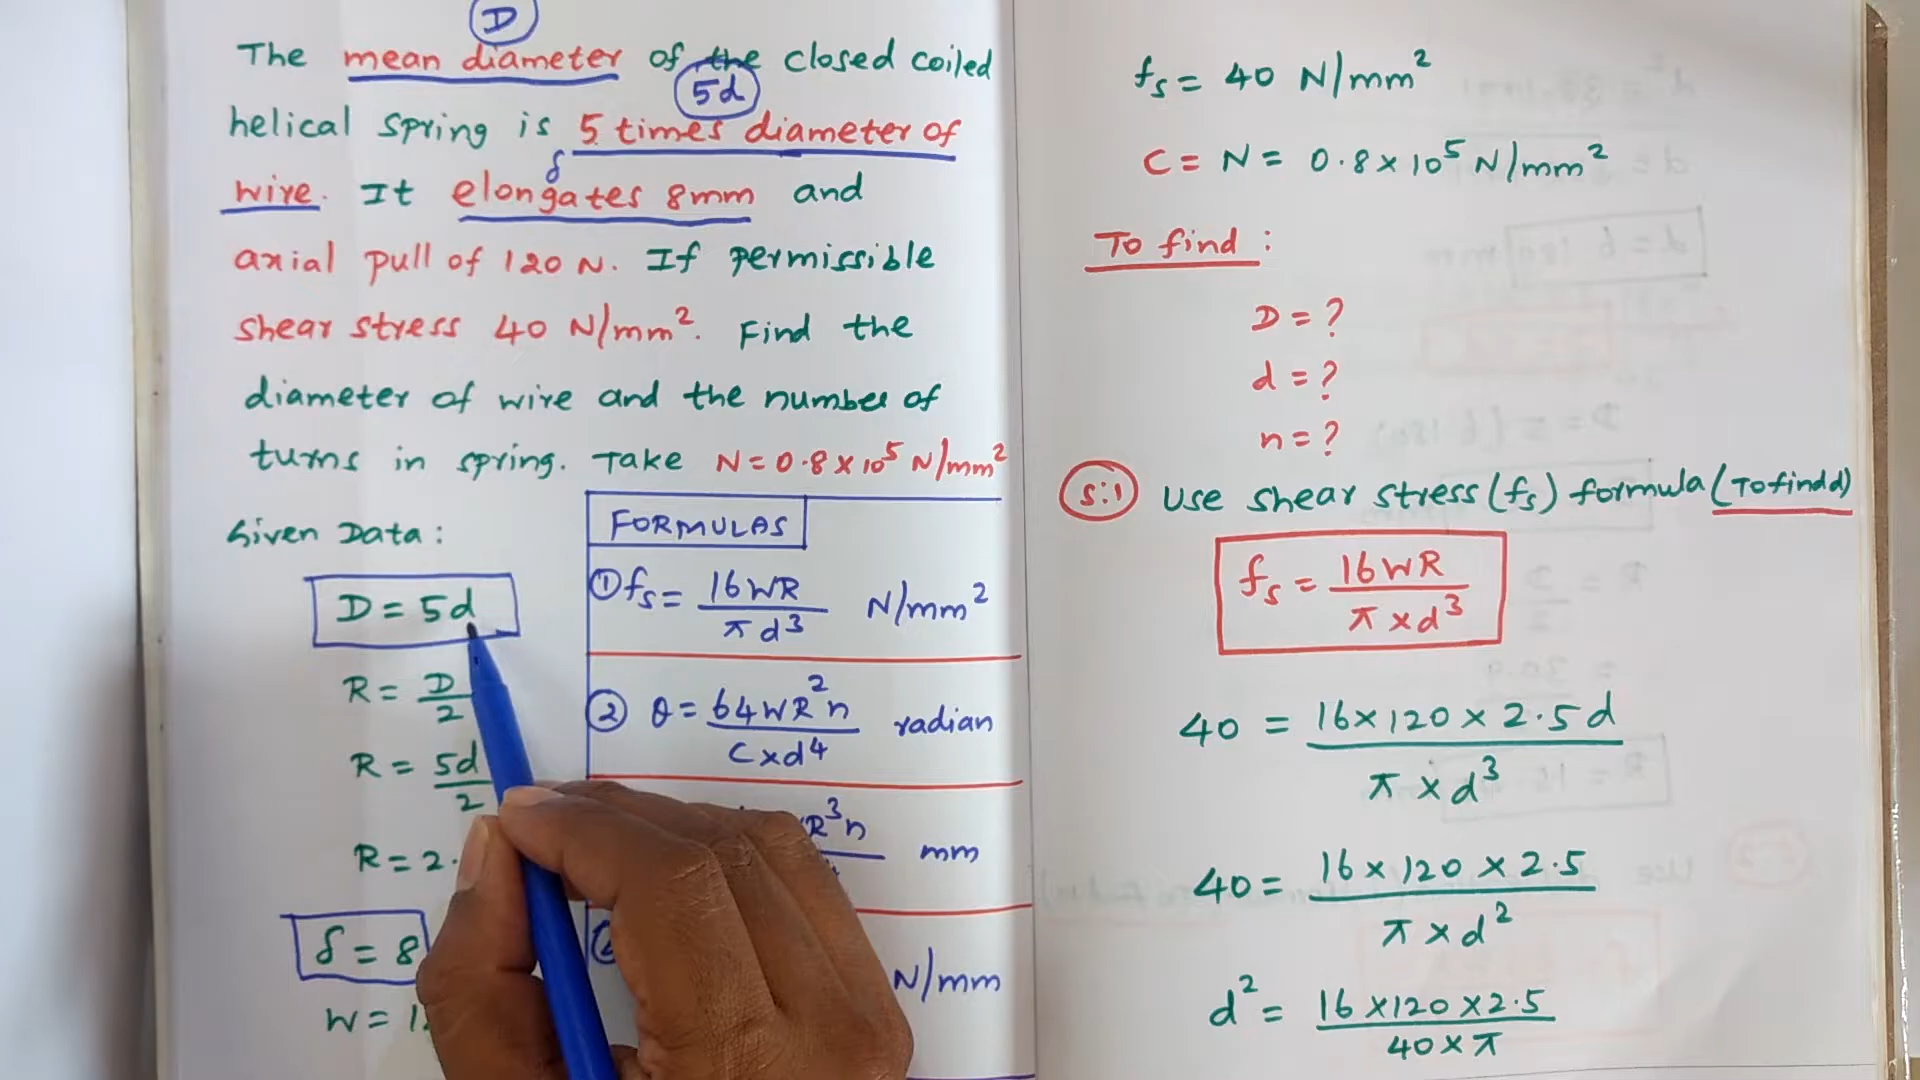 D
The mean diameter of the closed coiled
5d
helical spring is 5 times diameter of
δ
wire. It elongates 8mm and
axial pull of 120 N. If permissible
shear stress 40 N/mm². Find the
diameter of wire and the number of
turns in spring. Take N = 0.8 × 10⁵ N/mm²
Given Data:
D = 5d
R = D/2
R = 5d/2
R = 2.
δ = 8
W = 1
FORMULAS
① fs = 16WR / πd³ N/mm²
② θ = 64WR²n / C×d⁴ radian
R³n mm
N/mm
fs = 40 N/mm²
C = N = 0.8 × 10⁵ N/mm²
To find:
D = ?
d = ?
n = ?
S:1 Use shear stress (fs) formula (To find d)
fs = 16WR / π×d³
40 = 16×120×2.5d / π×d³
40 = 16×120×2.5 / π×d²
d² = 16×120×2.5 / 40×π